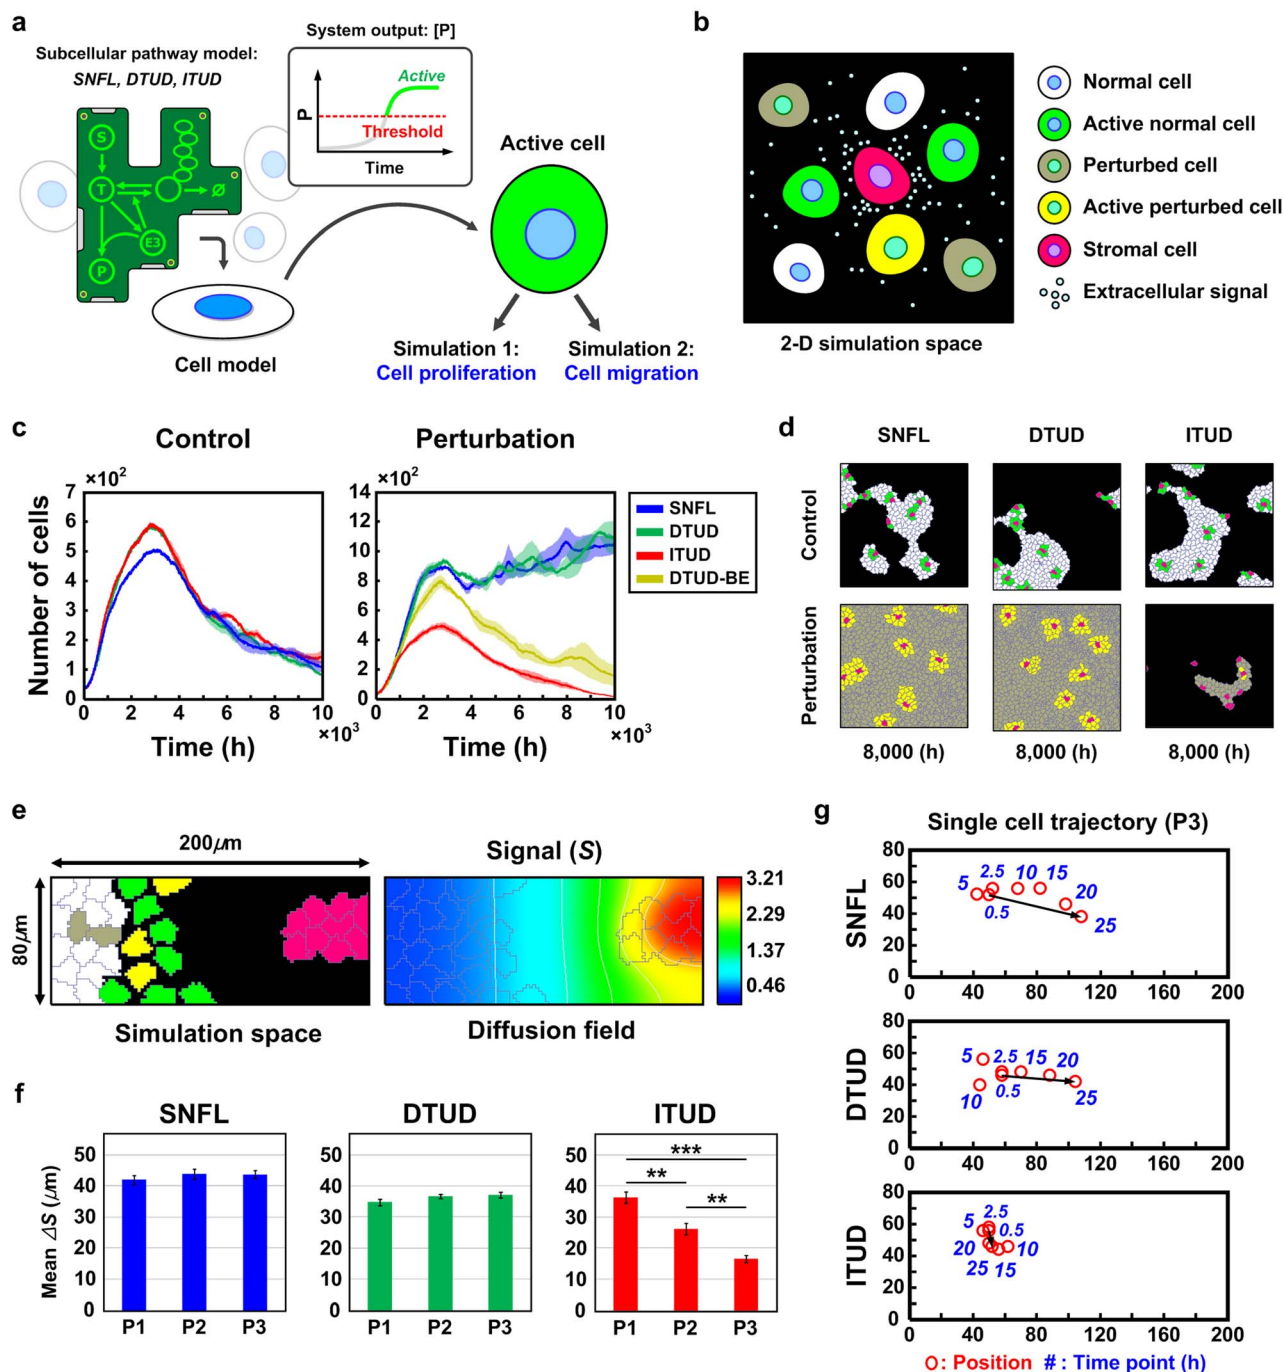 a
Subcellular pathway model:
SNFL, DTUD, ITUD
S
T
E3
P
ø
Cell model
System output: [P]
P
Active
Threshold
Time
Active cell
Simulation 1:
Cell proliferation
Simulation 2:
Cell migration
b
2-D simulation space
Normal cell
Active normal cell
Perturbed cell
Active perturbed cell
Stromal cell
Extracellular signal
c
Control
Perturbation
×10²
7
6
5
4
3
2
1
0
Number of cells
0 2 4 6 8 10
×10³
Time (h)
×10²
14
12
10
8
6
4
2
0
0 2 4 6 8 10
×10³
Time (h)
SNFL
DTUD
ITUD
DTUD-BE
d
SNFL DTUD ITUD
Control
Perturbation
8,000 (h) 8,000 (h) 8,000 (h)
e
200μm
80μm
Simulation space
Signal (S)
Diffusion field
3.21
2.29
1.37
0.46
f
SNFL
Mean ΔS (μm)
50
40
30
20
10
0
P1 P2 P3
DTUD
50
40
30
20
10
0
P1 P2 P3
ITUD
50
40
30
20
10
0
***
**
**
P1 P2 P3
g
Single cell trajectory (P3)
SNFL
80
60
40
20
0
5 2.5 10 15 20
0.5 25
0 40 80 120 160 200
DTUD
80
60
40
20
0
5 2.5 15 20
10 0.5 25
0 40 80 120 160 200
ITUD
80
60
40
20
0
5 2.5 0.5
20 10
25 15
0 40 80 120 160 200
O: Position #: Time point (h)